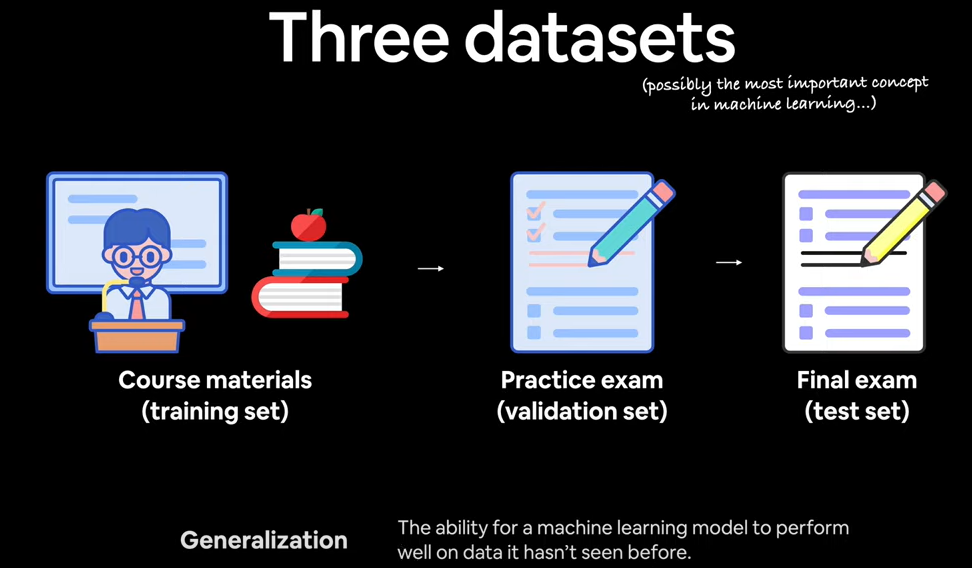 Three datasets
(possibly the most important concept
in machine learning...)
Course materials
(training set)
Practice exam
(validation set)
Final exam
(test set)
Generalization
The ability for a machine learning model to perform
well on data it hasn't seen before.